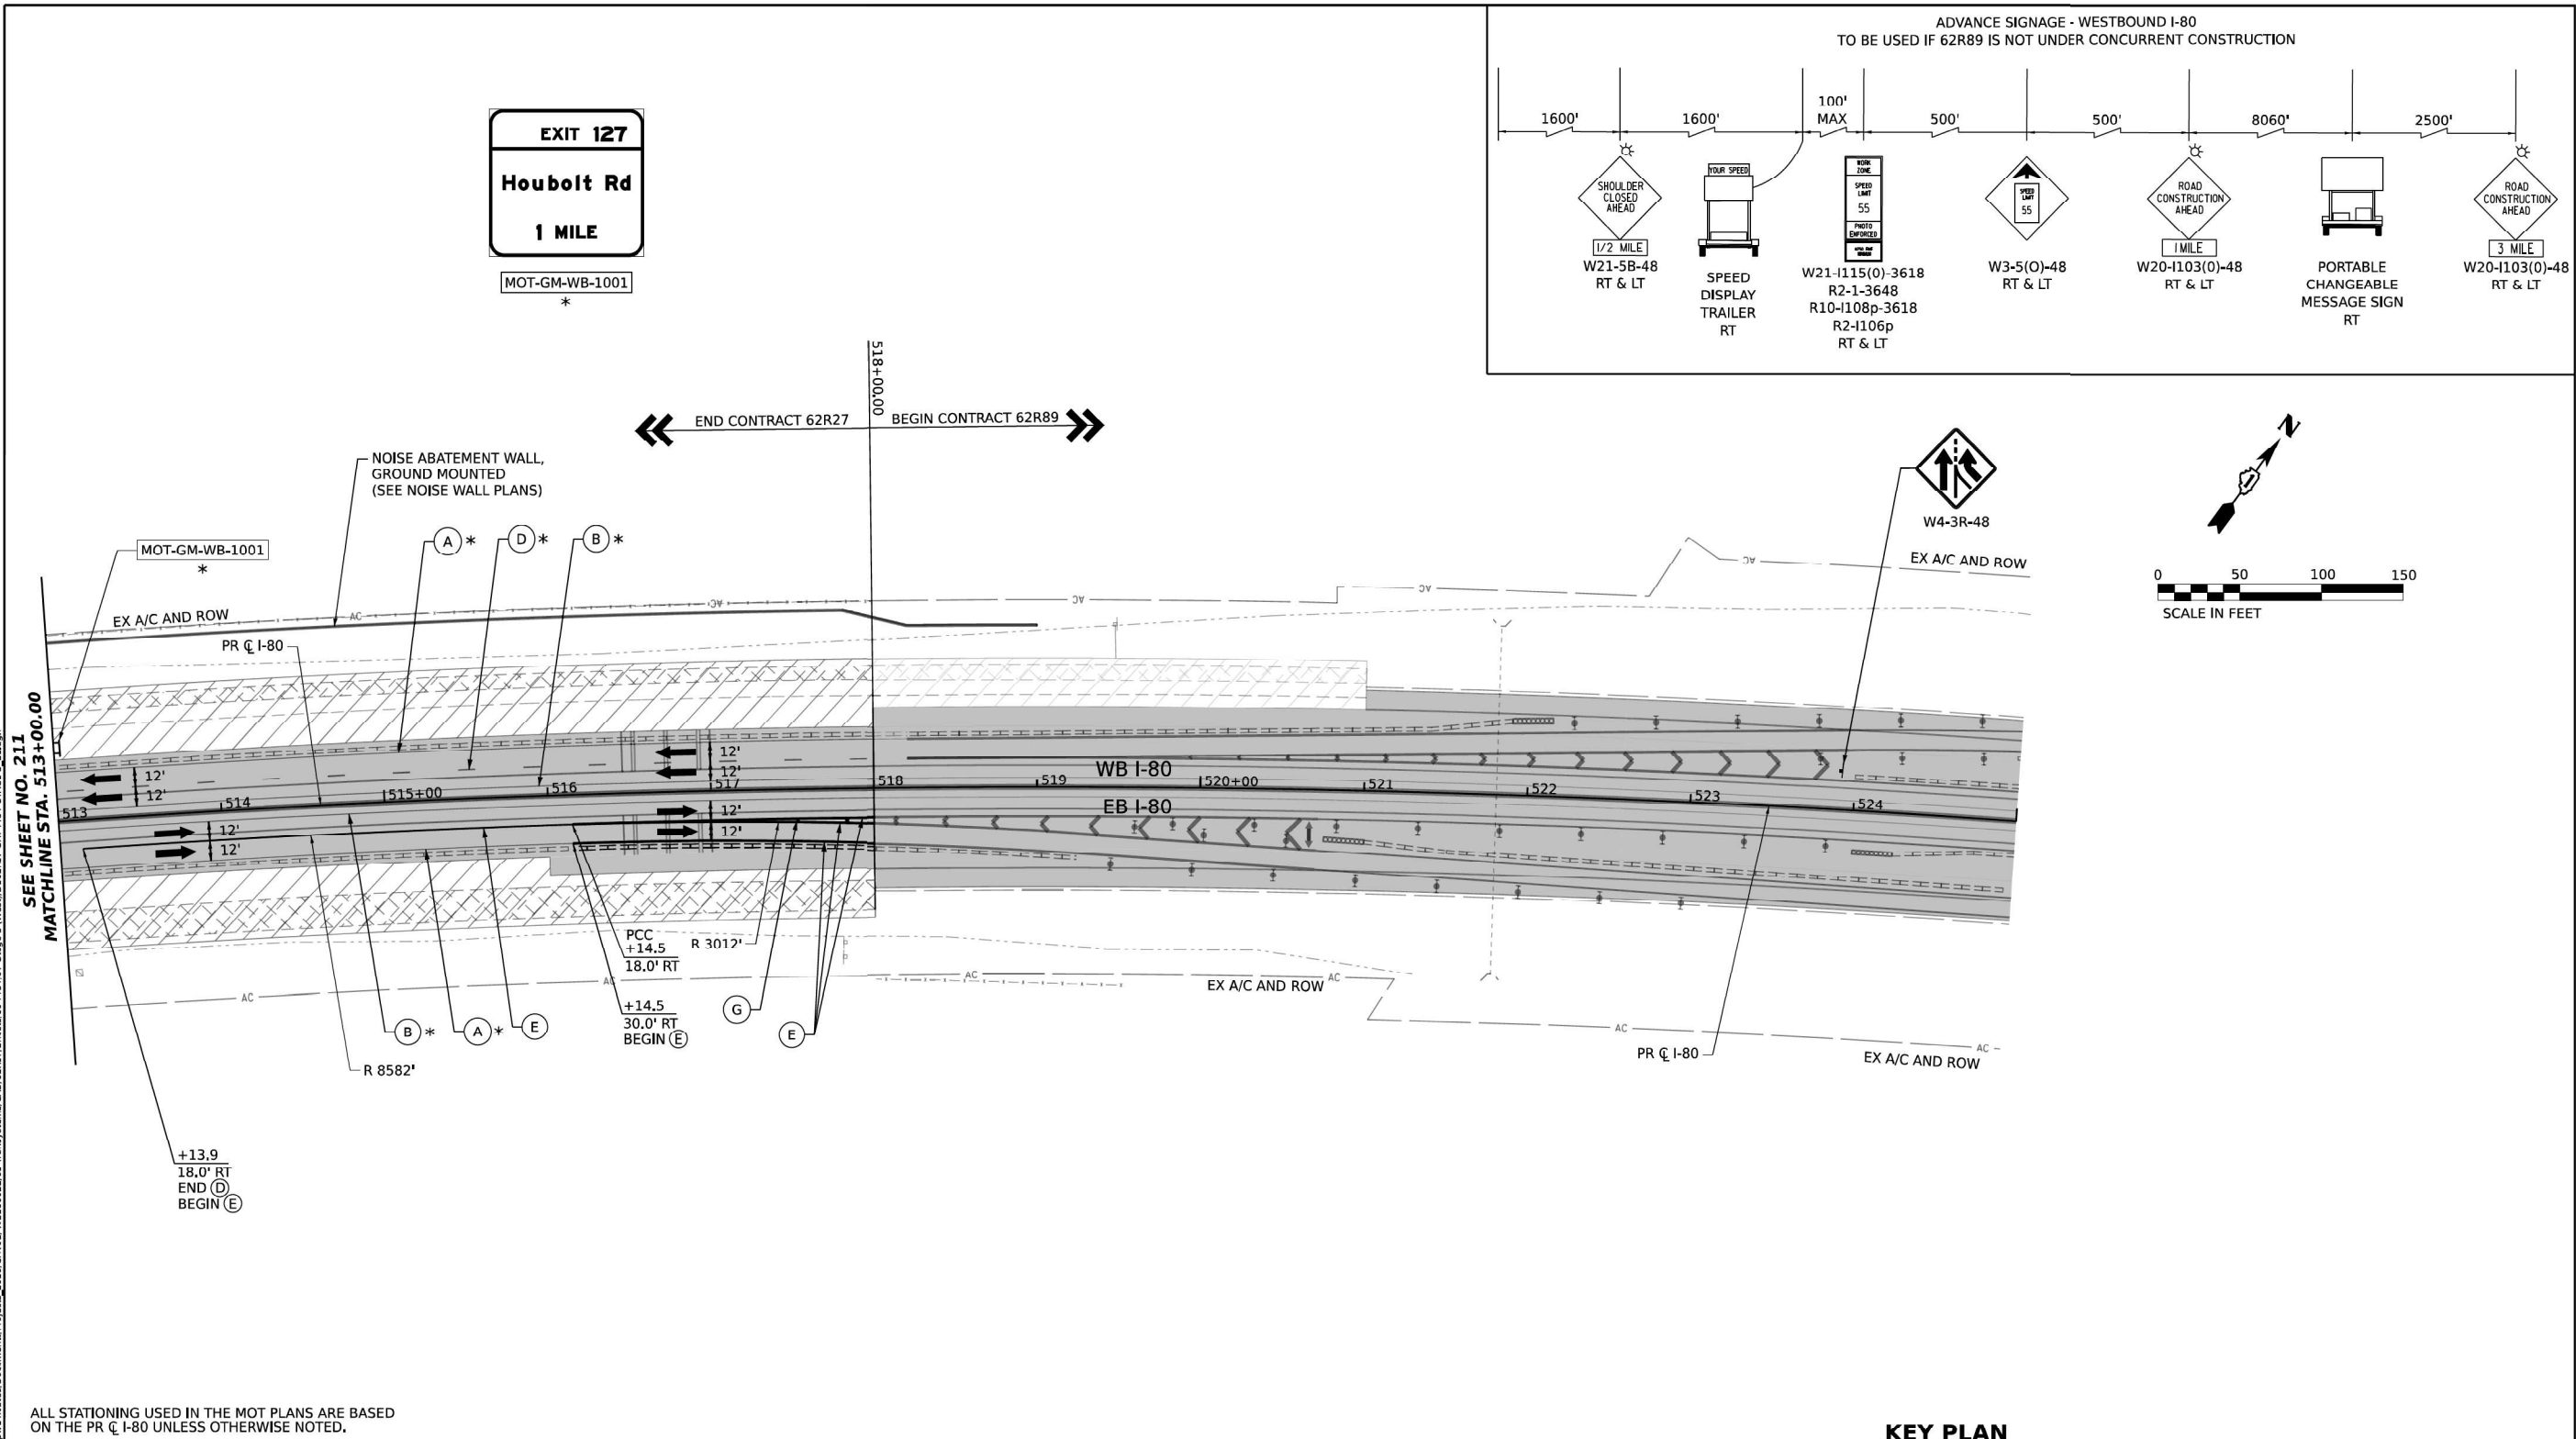 ADVANCE SIGNAGE - WESTBOUND I-80
TO BE USED IF 62R89 IS NOT UNDER CONCURRENT CONSTRUCTION
1600'
1600'
100'
MAX
500'
500'
8060'
2500'
SHOULDER
CLOSED
AHEAD
1/2 MILE
W21-5B-48
RT & LT
YOUR SPEED
SPEED
DISPLAY
TRAILER
RT
WORK
ZONE
SPEED
LIMIT
55
PHOTO
ENFORCED
W21-I115(0)-3618
R2-1-3648
R10-I108p-3618
R2-I106p
RT & LT
SPEED
LIMIT
55
W3-5(O)-48
RT & LT
ROAD
CONSTRUCTION
AHEAD
1 MILE
W20-I103(0)-48
RT & LT
PORTABLE
CHANGEABLE
MESSAGE SIGN
RT
ROAD
CONSTRUCTION
AHEAD
3 MILE
W20-I103(0)-48
RT & LT
EXIT 127
Houbolt Rd
1 MILE
MOT-GM-WB-1001
*
518+00.00
END CONTRACT 62R27
BEGIN CONTRACT 62R89
NOISE ABATEMENT WALL,
GROUND MOUNTED
(SEE NOISE WALL PLANS)
A *
D *
B *
MOT-GM-WB-1001
*
W4-3R-48
N
0 50 100 150
SCALE IN FEET
EX A/C AND ROW
AC
AC
AC
AC
AC
EX A/C AND ROW
PR ℄ I-80
SEE SHEET NO. 211
MATCHLINE STA. 513+00.00
12'
12'
12'
12'
WB I-80
513
514
515+00
516
517
518
519
520+00
521
522
523
524
EB I-80
12'
12'
12'
12'
PCC
+14.5
18.0' RT
R 3012'
+14.5
30.0' RT
BEGIN E
G
E
B *
A *
E
R 8582'
AC
AC
AC
AC
EX A/C AND ROW
AC
AC
PR ℄ I-80
EX A/C AND ROW
+13.9
18.0' RT
END D
BEGIN E
ALL STATIONING USED IN THE MOT PLANS ARE BASED
ON THE PR ℄ I-80 UNLESS OTHERWISE NOTED.
KEY PLAN